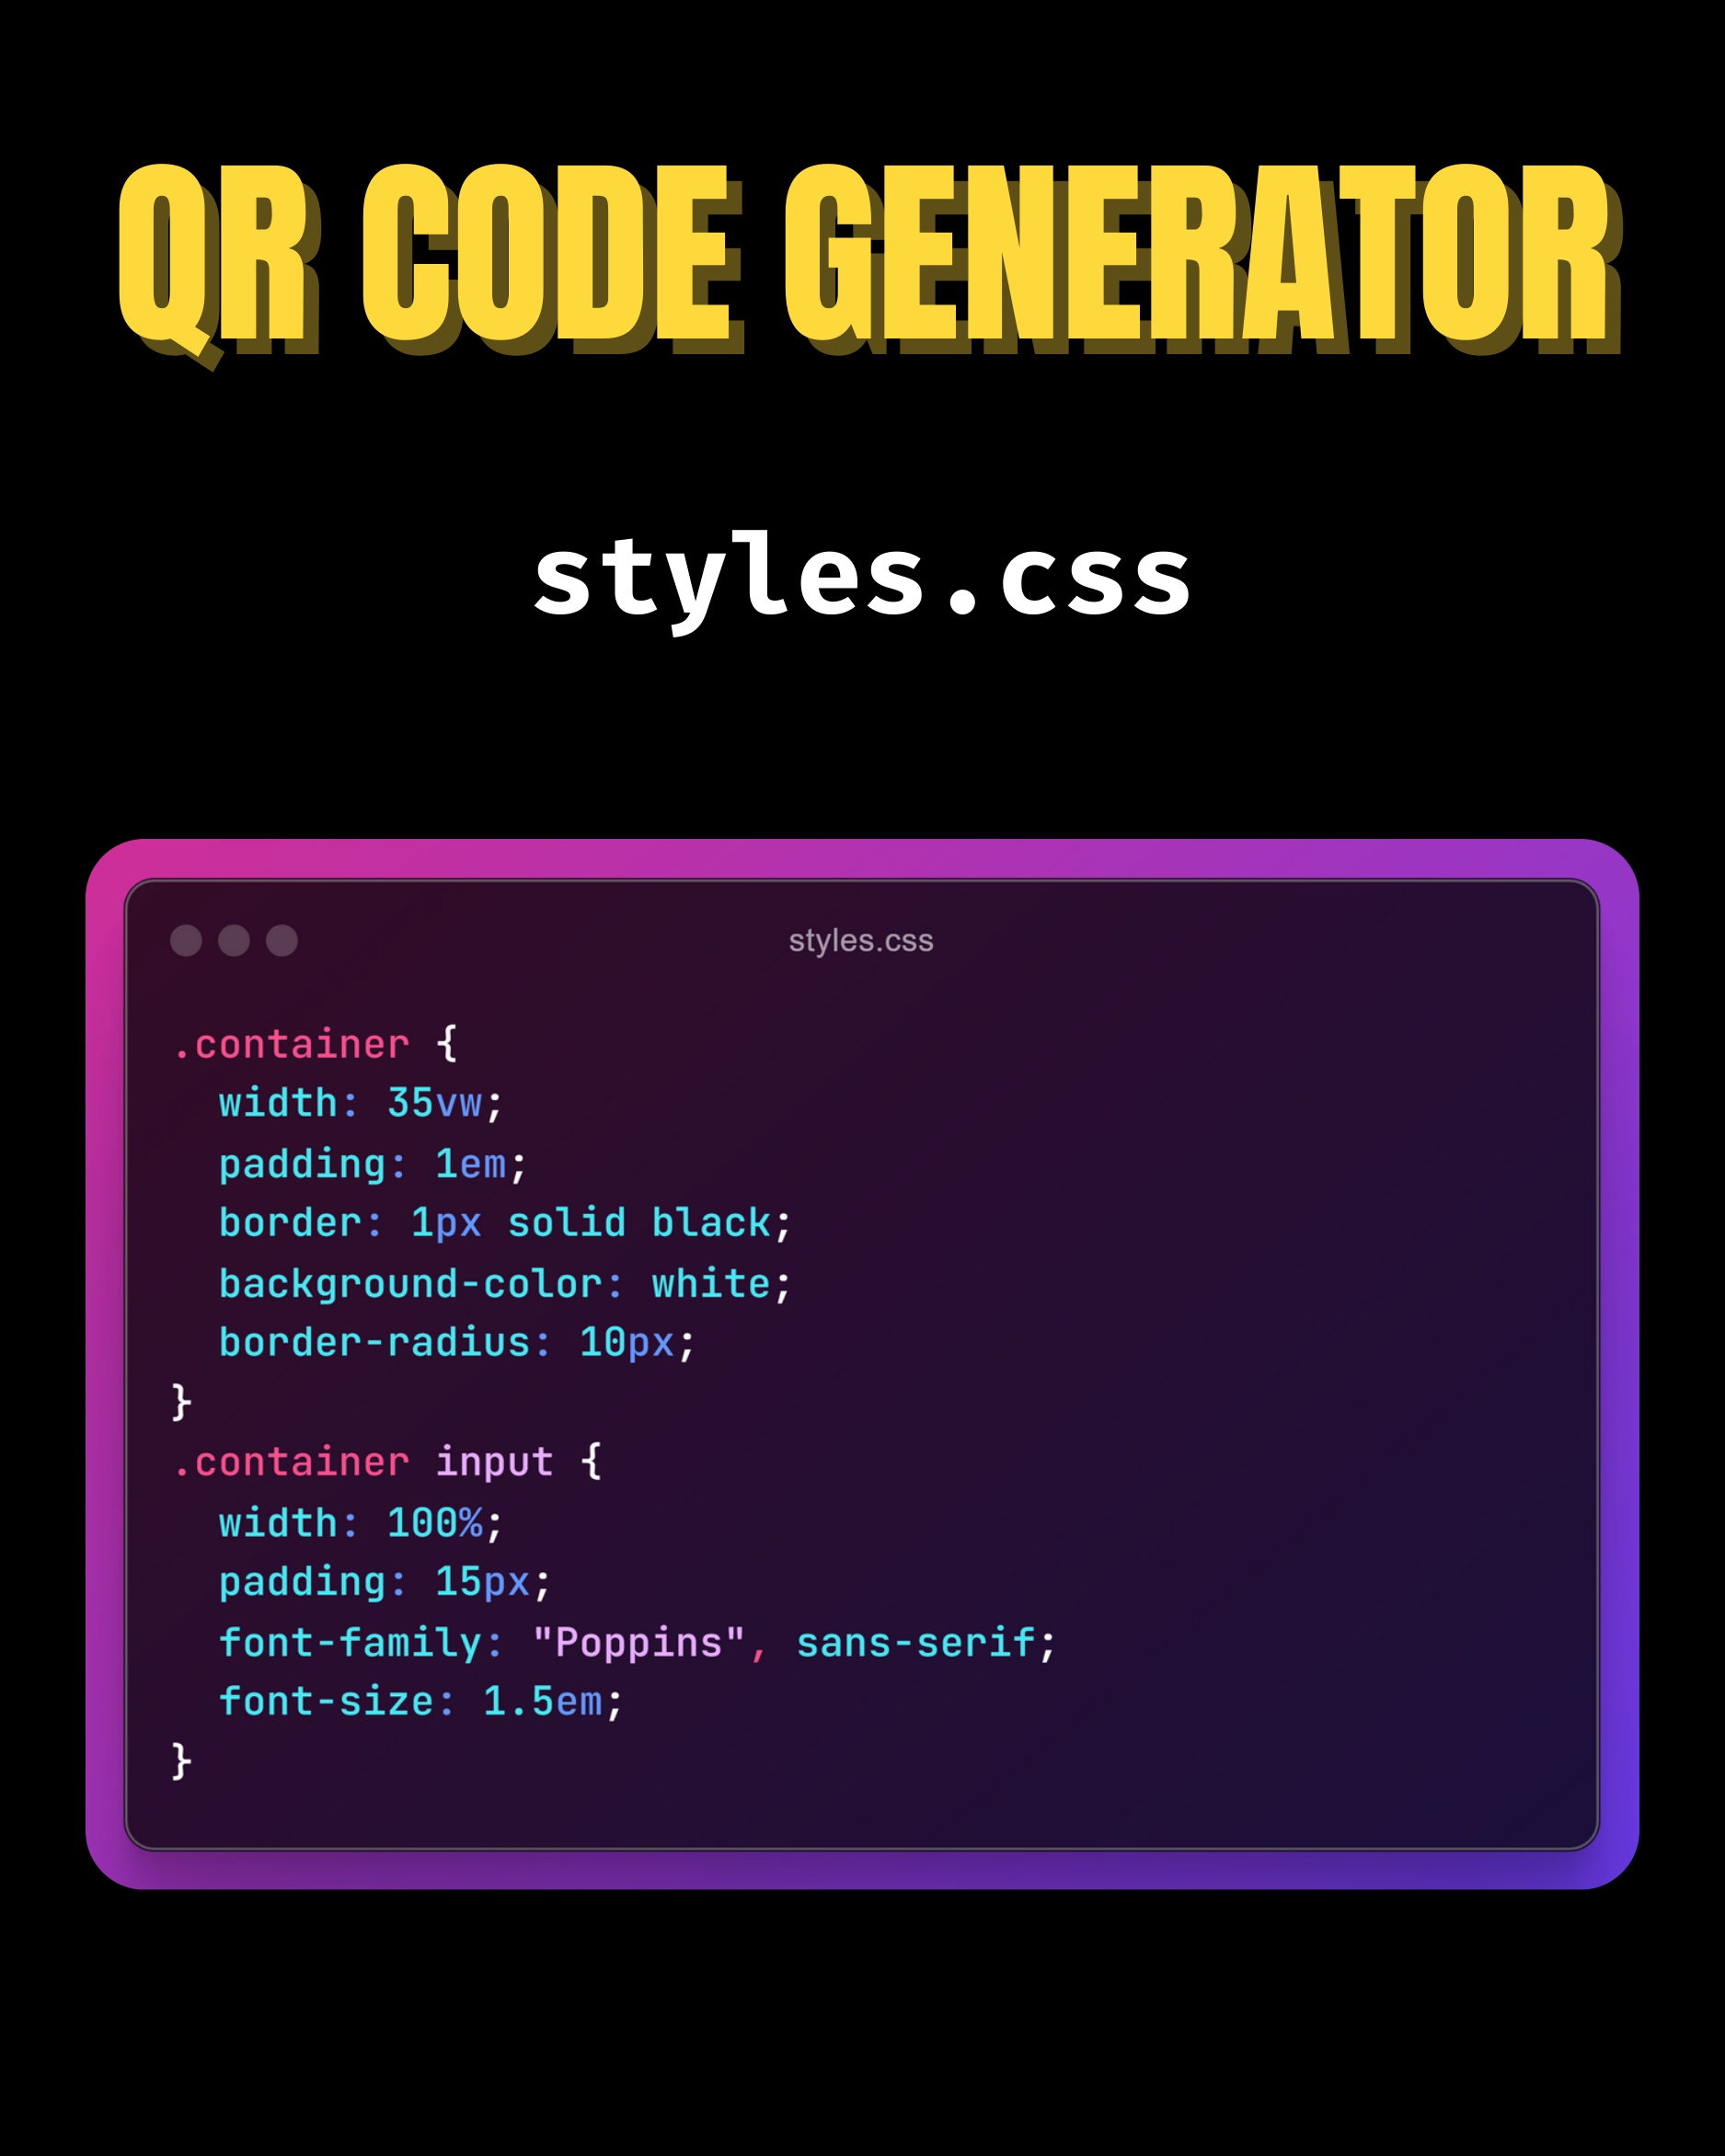 QR CODE GENERATOR
styles.css
styles.css
.container {
  width: 35vw;
  padding: 1em;
  border: 1px solid black;
  background-color: white;
  border-radius: 10px;
}
.container input {
  width: 100%;
  padding: 15px;
  font-family: "Poppins", sans-serif;
  font-size: 1.5em;
}